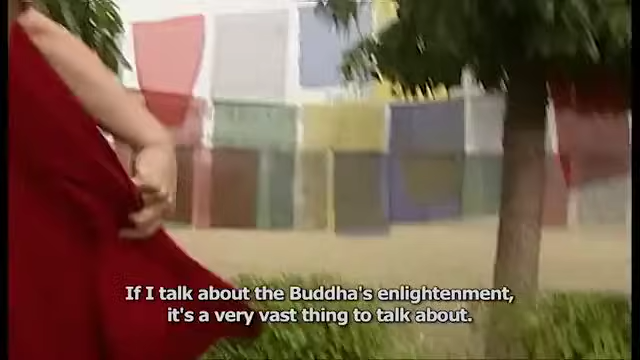 If I talk about the Buddha's enlightenment,
it's a very vast thing to talk about.